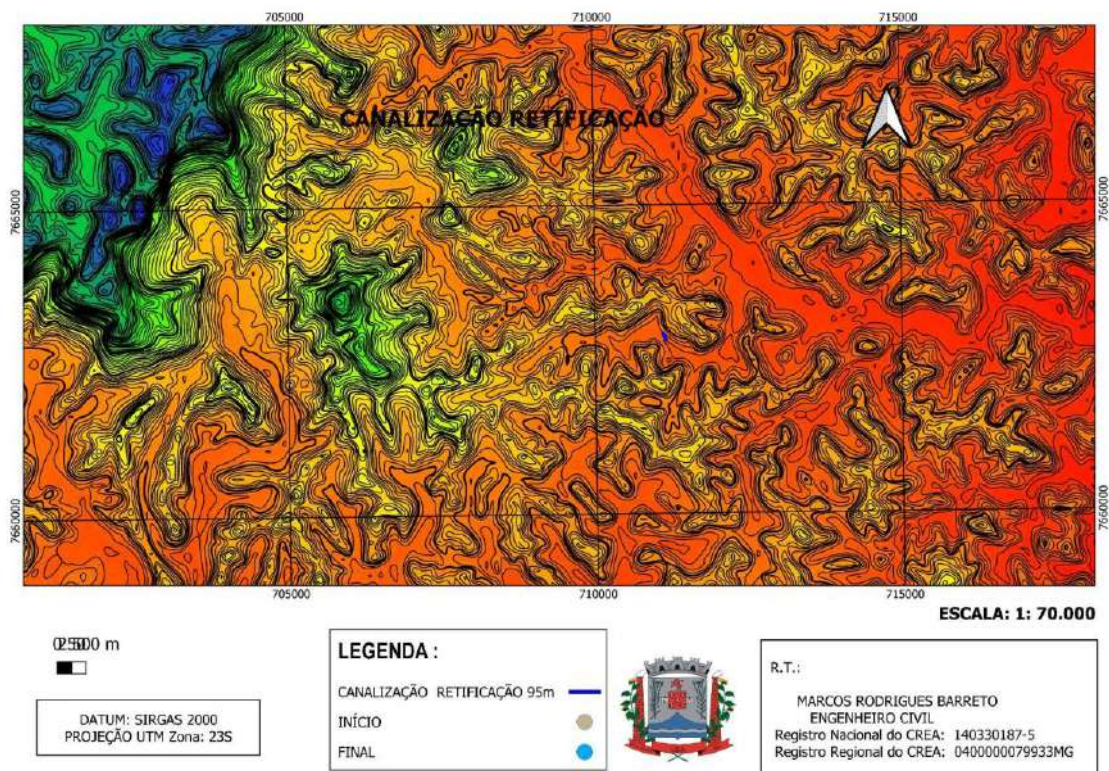 705000 710000 715000
CANALIZAÇÃO RETIFICAÇÃO
7665000 7665000
7660000 7660000
705000 710000 715000
ESCALA: 1: 70.000
500 m
DATUM: SIRGAS 2000
PROJEÇÃO UTM Zona: 23S
LEGENDA :
CANALIZAÇÃO RETIFICAÇÃO 95m
INÍCIO
FINAL
R.T.:
MARCOS RODRIGUES BARRETO
ENGENHEIRO CIVIL
Registro Nacional do CREA: 140330187-5
Registro Regional do CREA: 0400000079933MG